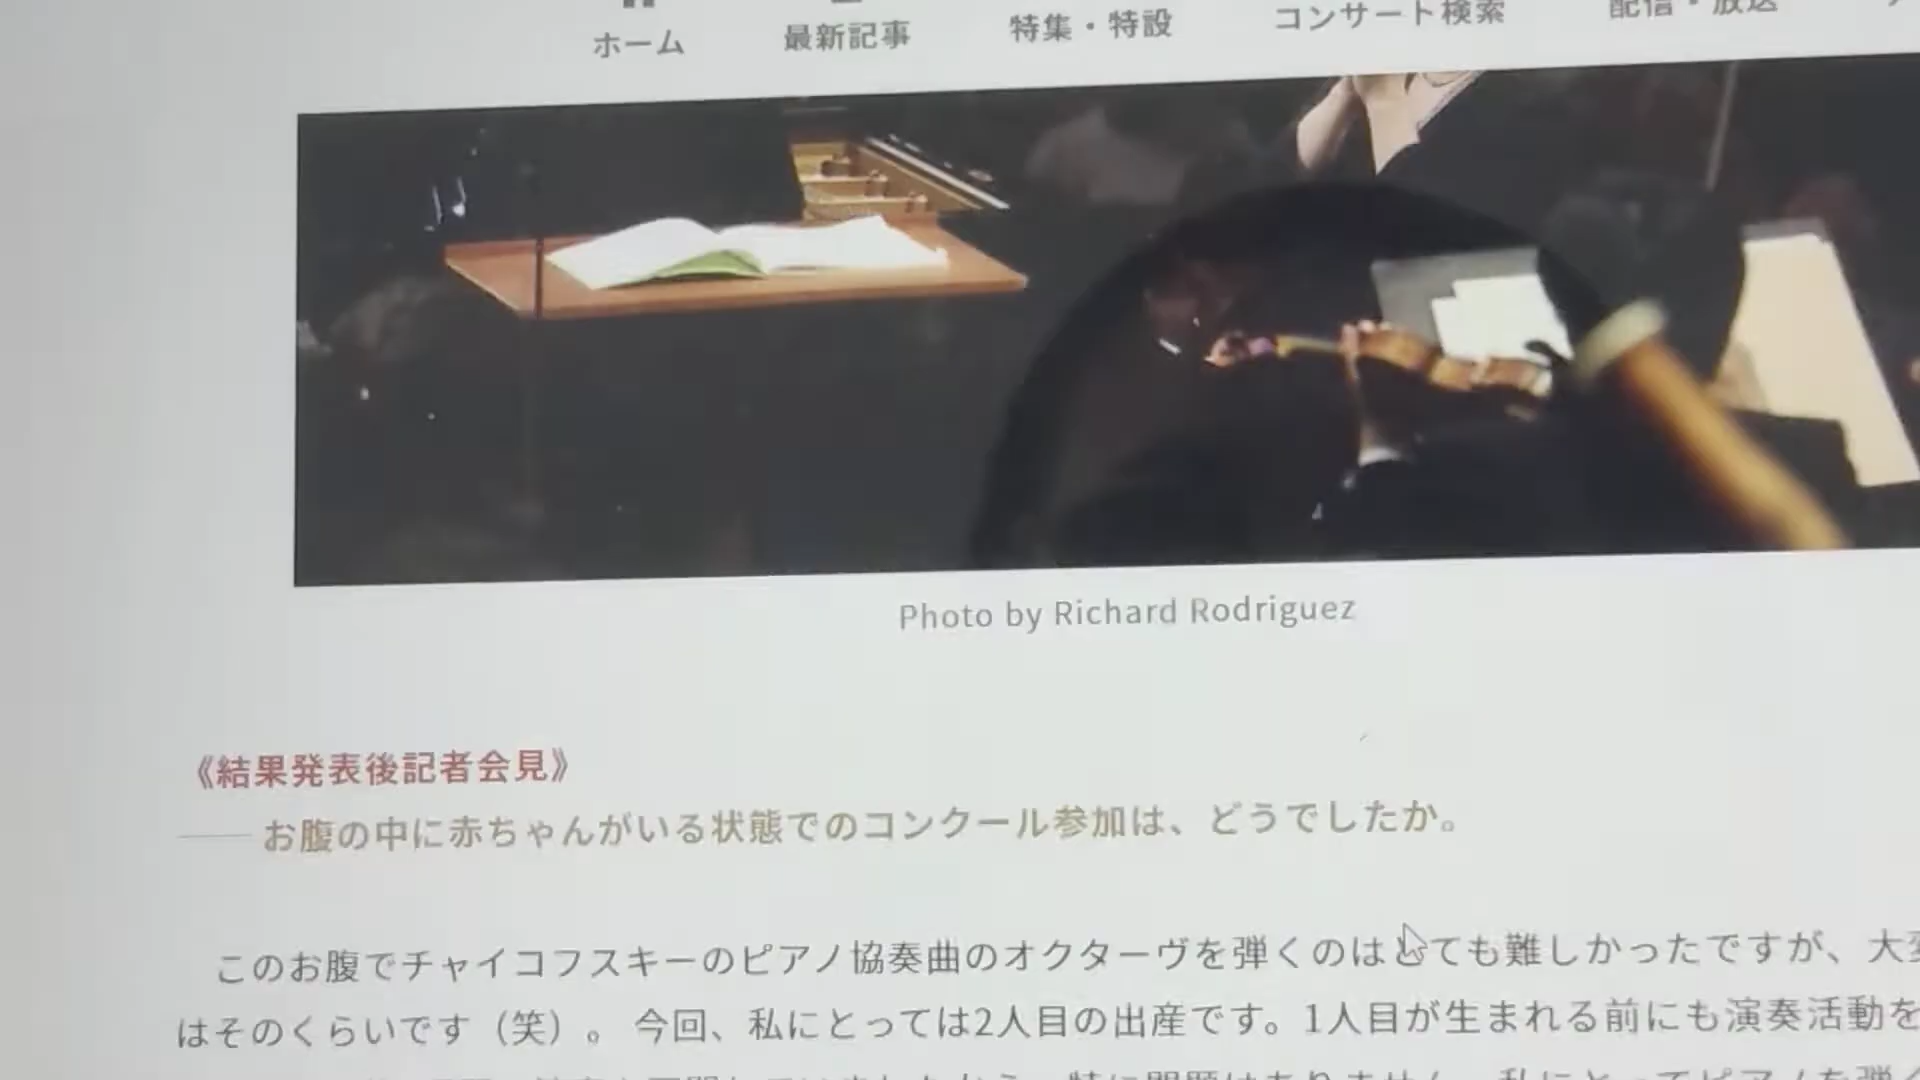 ホーム 最新記事 特集・特設 コンサート検索 配信・放送
Photo by Richard Rodriguez
《結果発表後記者会見》
―― お腹の中に赤ちゃんがいる状態でのコンクール参加は、どうでしたか。
このお腹でチャイコフスキーのピアノ協奏曲のオクターヴを弾くのはとても難しかったですが、大変
はそのくらいです（笑）。 今回、私にとっては2人目の出産です。1人目が生まれる前にも演奏活動を